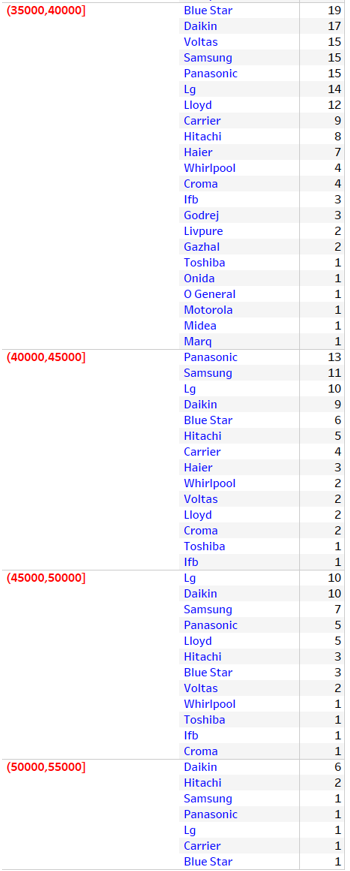 (35000,40000] Blue Star 19
Daikin 17
Voltas 15
Samsung 15
Panasonic 15
Lg 14
Lloyd 12
Carrier 9
Hitachi 8
Haier 7
Whirlpool 4
Croma 4
Ifb 3
Godrej 3
Livpure 2
Gazhal 2
Toshiba 1
Onida 1
O General 1
Motorola 1
Midea 1
Marq 1
(40000,45000] Panasonic 13
Samsung 11
Lg 10
Daikin 9
Blue Star 6
Hitachi 5
Carrier 4
Haier 3
Whirlpool 2
Voltas 2
Lloyd 2
Croma 2
Toshiba 1
Ifb 1
(45000,50000] Lg 10
Daikin 10
Samsung 7
Panasonic 5
Lloyd 5
Hitachi 3
Blue Star 3
Voltas 2
Whirlpool 1
Toshiba 1
Ifb 1
Croma 1
(50000,55000] Daikin 6
Hitachi 2
Samsung 1
Panasonic 1
Lg 1
Carrier 1
Blue Star 1